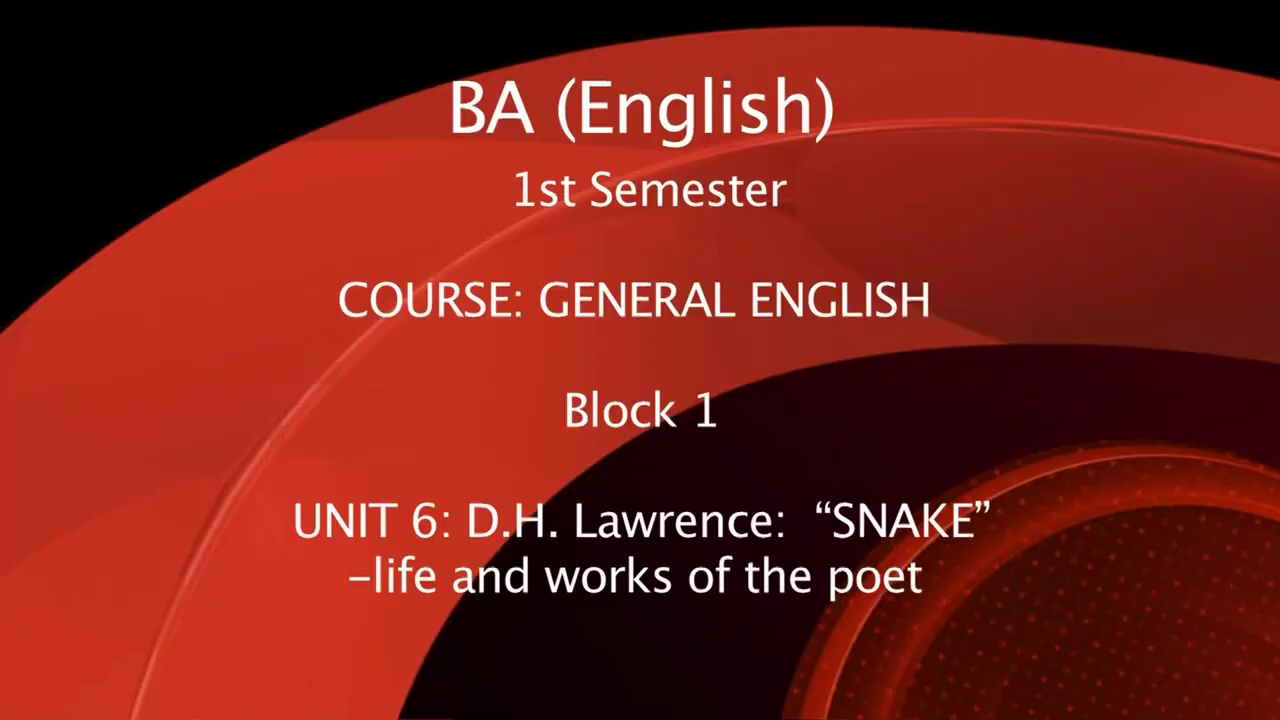 BA (English)
1st Semester
COURSE: GENERAL ENGLISH
Block 1
UNIT 6: D.H. Lawrence:  “SNAKE”
–life and works of the poet